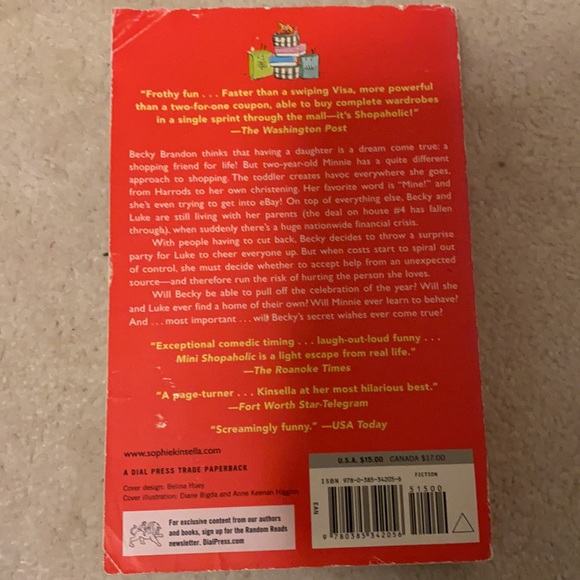 "Frothy fun . . . Faster than a swiping Visa, more powerful
than a two-for-one coupon, able to buy complete wardrobes
in a single sprint through the mall—it's Shopaholic!"
—The Washington Post
Becky Brandon thinks that having a daughter is a dream come true: a
shopping friend for life! But two-year-old Minnie has a quite different
approach to shopping. The toddler creates havoc everywhere she goes,
from Harrods to her own christening. Her favorite word is "Mine!" and
she's even trying to get into eBay! On top of everything else, Becky and
Luke are still living with her parents (the deal on house #4 has fallen
through), when suddenly there's a huge nationwide financial crisis.
With people having to cut back, Becky decides to throw a surprise
party for Luke to cheer everyone up. But when costs start to spiral out
of control, she must decide whether to accept help from an unexpected
source—and therefore run the risk of hurting the person she loves.
Will Becky be able to pull off the celebration of the year? Will she
and Luke ever find a home of their own? Will Minnie ever learn to behave?
And . . . most important . . . will Becky's secret wishes ever come true?
"Exceptional comedic timing . . . laugh-out-loud funny . . .
Mini Shopaholic is a light escape from real life."
—The Roanoke Times
"A page-turner . . . Kinsella at her most hilarious best."
—Fort Worth Star-Telegram
"Screamingly funny." —USA Today
www.sophiekinsella.com
A DIAL PRESS TRADE PAPERBACK
Cover design: Belina Huey
Cover illustration: Diane Bigda and Anne Keenan Higgins
For exclusive content from our authors
and books, sign up for the Random Reads
newsletter. DialPress.com
U.S.A. $15.00 CANADA $17.00
FICTION
ISBN 978-0-385-34205-6
51500
EAN
9 780385 342056